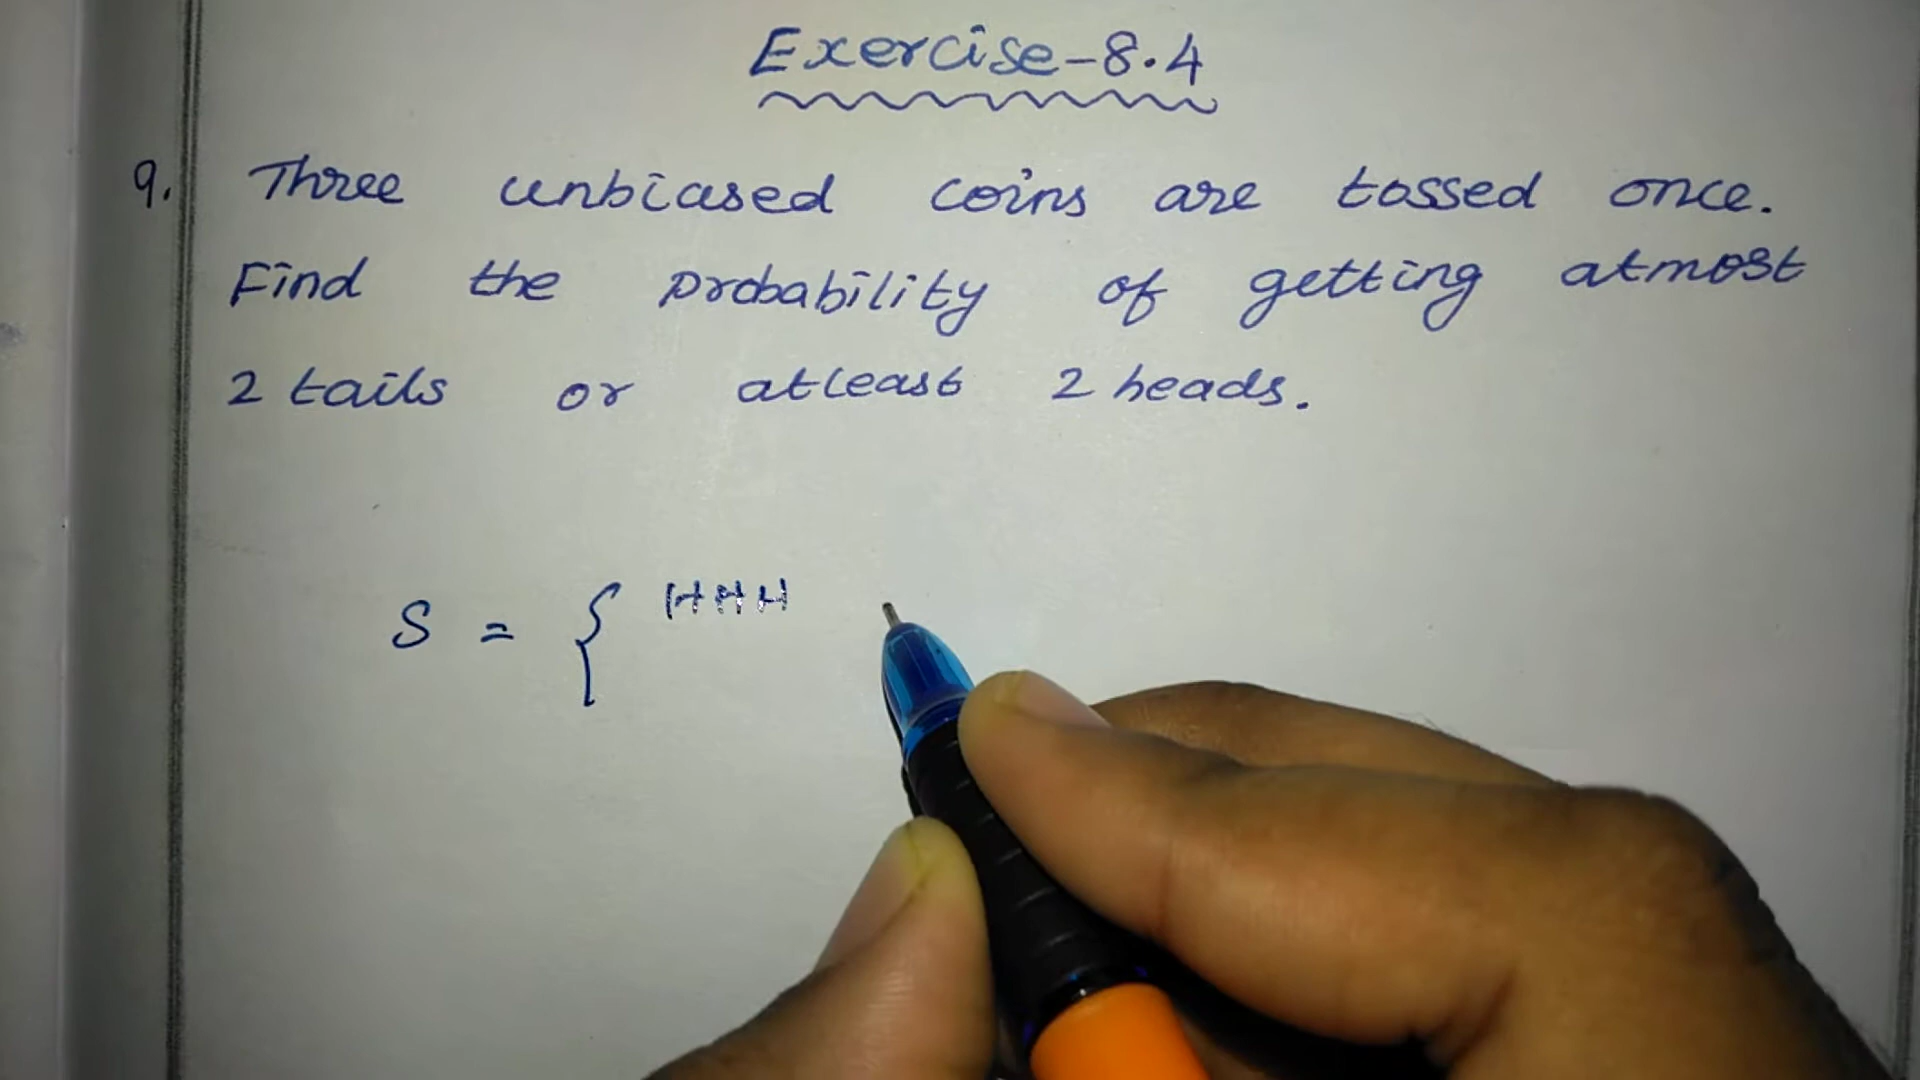 Exercise-8.4
9. Three unbiased coins are tossed once.
Find the probability of getting atmost
2 tails or atleast 2 heads.
S = { HHH